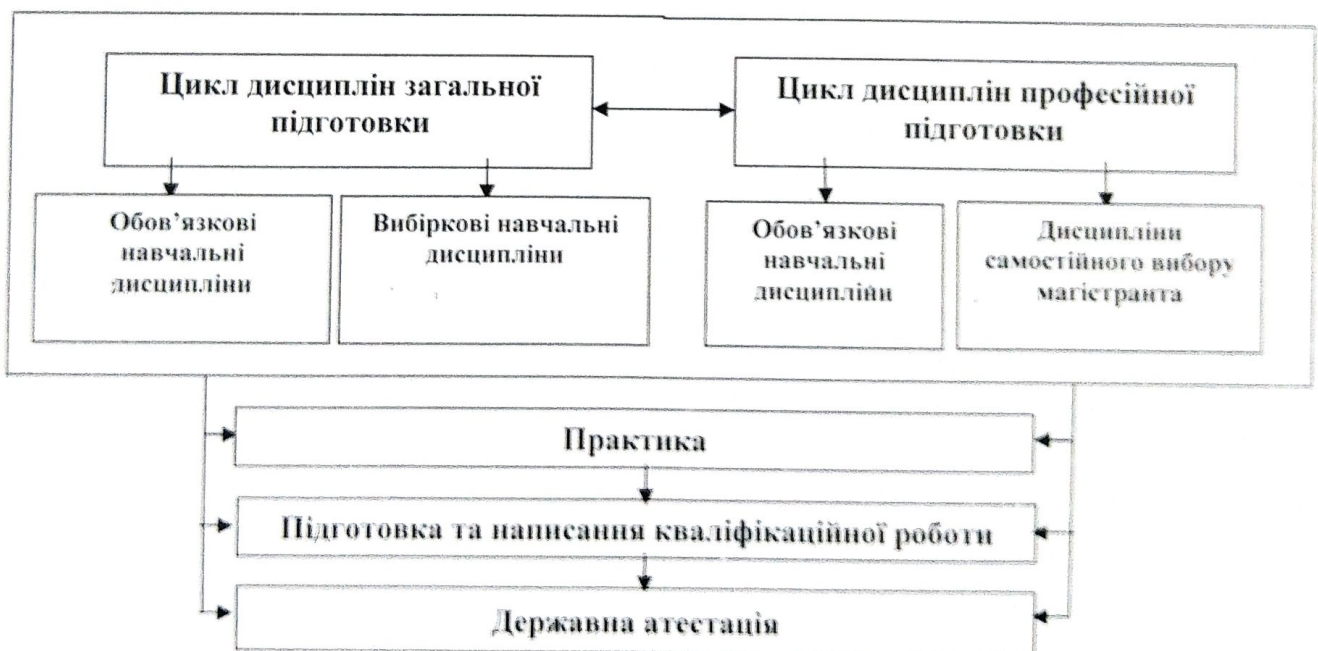 Цикл дисциплін загальної
підготовки
Цикл дисциплін професійної
підготовки
Обов’язкові
навчальні
дисципліни
Вибіркові навчальні
дисципліни
Обов’язкові
навчальні
дисципліни
Дисципліни
самостійного вибору
магістранта
Практика
Підготовка та написання кваліфікаційної роботи
Державна атестація